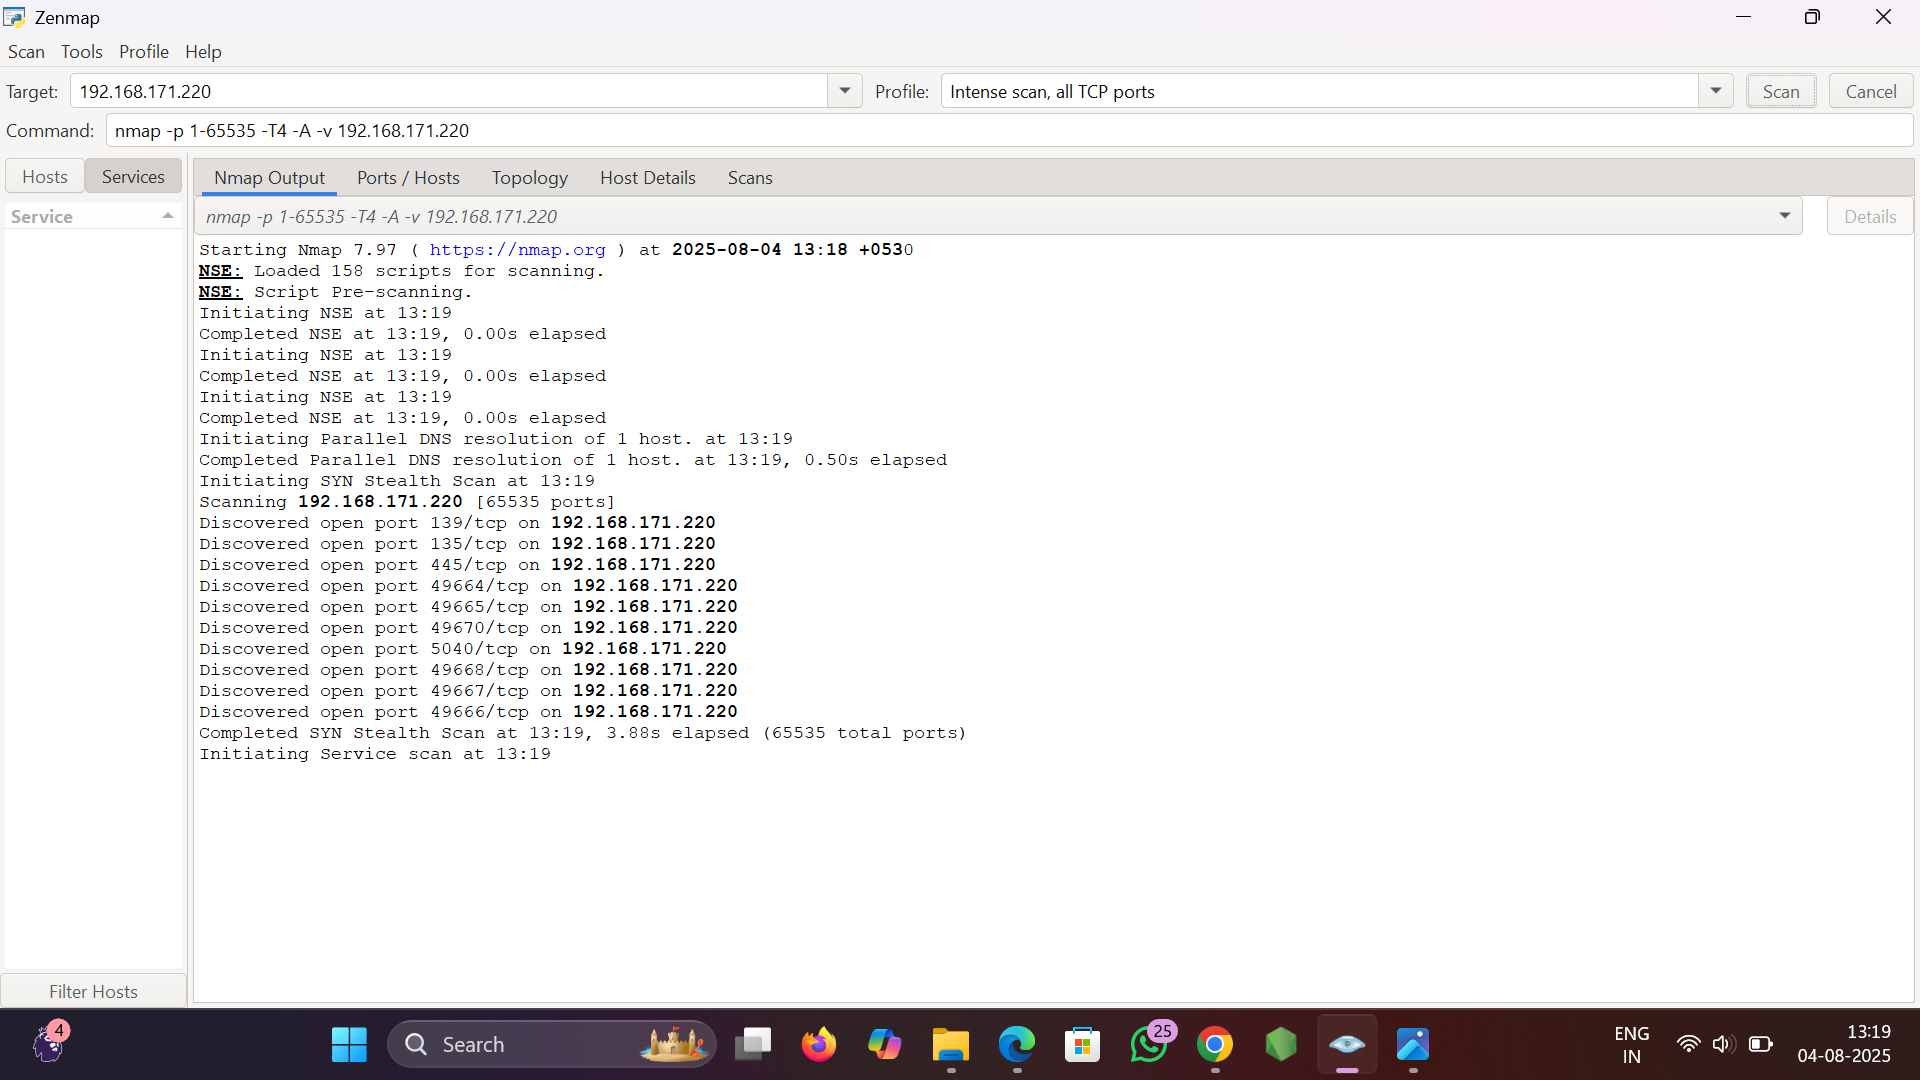 Zenmap
Scan Tools Profile Help
Target: 192.168.171.220 Profile: Intense scan, all TCP ports Scan Cancel
Command: nmap -p 1-65535 -T4 -A -v 192.168.171.220
Hosts Services Nmap Output Ports / Hosts Topology Host Details Scans
Service nmap -p 1-65535 -T4 -A -v 192.168.171.220 Details
Starting Nmap 7.97 ( https://nmap.org ) at 2025-08-04 13:18 +0530
NSE: Loaded 158 scripts for scanning.
NSE: Script Pre-scanning.
Initiating NSE at 13:19
Completed NSE at 13:19, 0.00s elapsed
Initiating NSE at 13:19
Completed NSE at 13:19, 0.00s elapsed
Initiating NSE at 13:19
Completed NSE at 13:19, 0.00s elapsed
Initiating Parallel DNS resolution of 1 host. at 13:19
Completed Parallel DNS resolution of 1 host. at 13:19, 0.50s elapsed
Initiating SYN Stealth Scan at 13:19
Scanning 192.168.171.220 [65535 ports]
Discovered open port 139/tcp on 192.168.171.220
Discovered open port 135/tcp on 192.168.171.220
Discovered open port 445/tcp on 192.168.171.220
Discovered open port 49664/tcp on 192.168.171.220
Discovered open port 49665/tcp on 192.168.171.220
Discovered open port 49670/tcp on 192.168.171.220
Discovered open port 5040/tcp on 192.168.171.220
Discovered open port 49668/tcp on 192.168.171.220
Discovered open port 49667/tcp on 192.168.171.220
Discovered open port 49666/tcp on 192.168.171.220
Completed SYN Stealth Scan at 13:19, 3.88s elapsed (65535 total ports)
Initiating Service scan at 13:19
Filter Hosts
4 Search 25 ENG 13:19
IN 04-08-2025